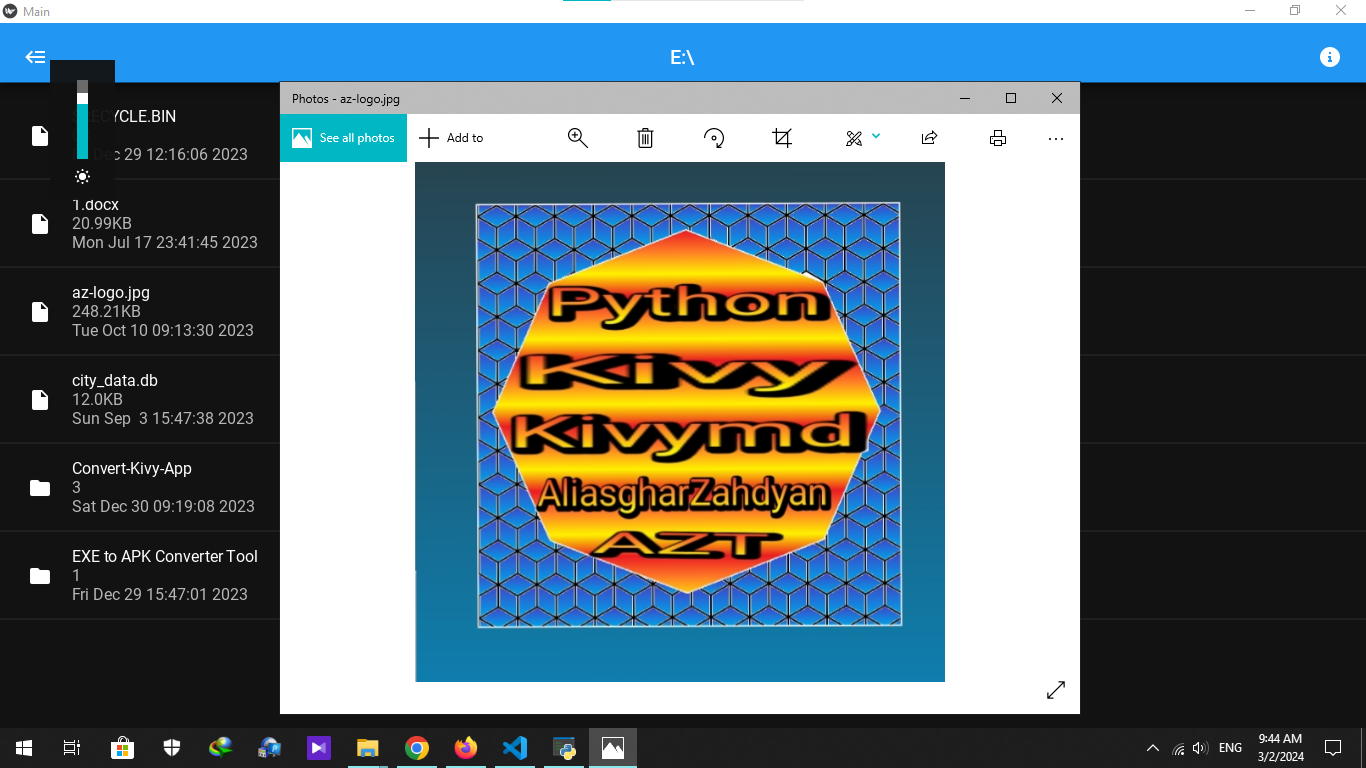 Main
E:\
CYCLE.BIN
Dec 29 12:16:06 2023
1.docx
20.99KB
Mon Jul 17 23:41:45 2023
az-logo.jpg
248.21KB
Tue Oct 10 09:13:30 2023
city_data.db
12.0KB
Sun Sep  3 15:47:38 2023
Convert-Kivy-App
3
Sat Dec 30 09:19:08 2023
EXE to APK Converter Tool
1
Fri Dec 29 15:47:01 2023
Photos - az-logo.jpg
See all photos
Add to
Python
Kivy
Kivymd
AliasgharZahdyan
AZT
ENG
9:44 AM
3/2/2024